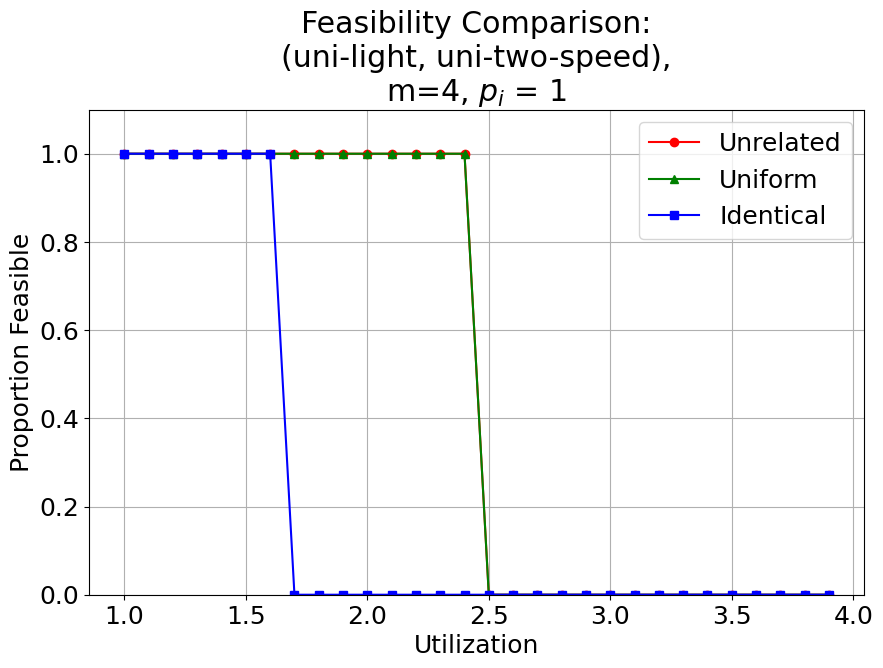 Feasibility Comparison:
(uni-light, uni-two-speed),
m=4, $p_i$ = 1
Unrelated
Uniform
Identical
Proportion Feasible
1.0
0.8
0.6
0.4
0.2
0.0
1.0 1.5 2.0 2.5 3.0 3.5 4.0
Utilization